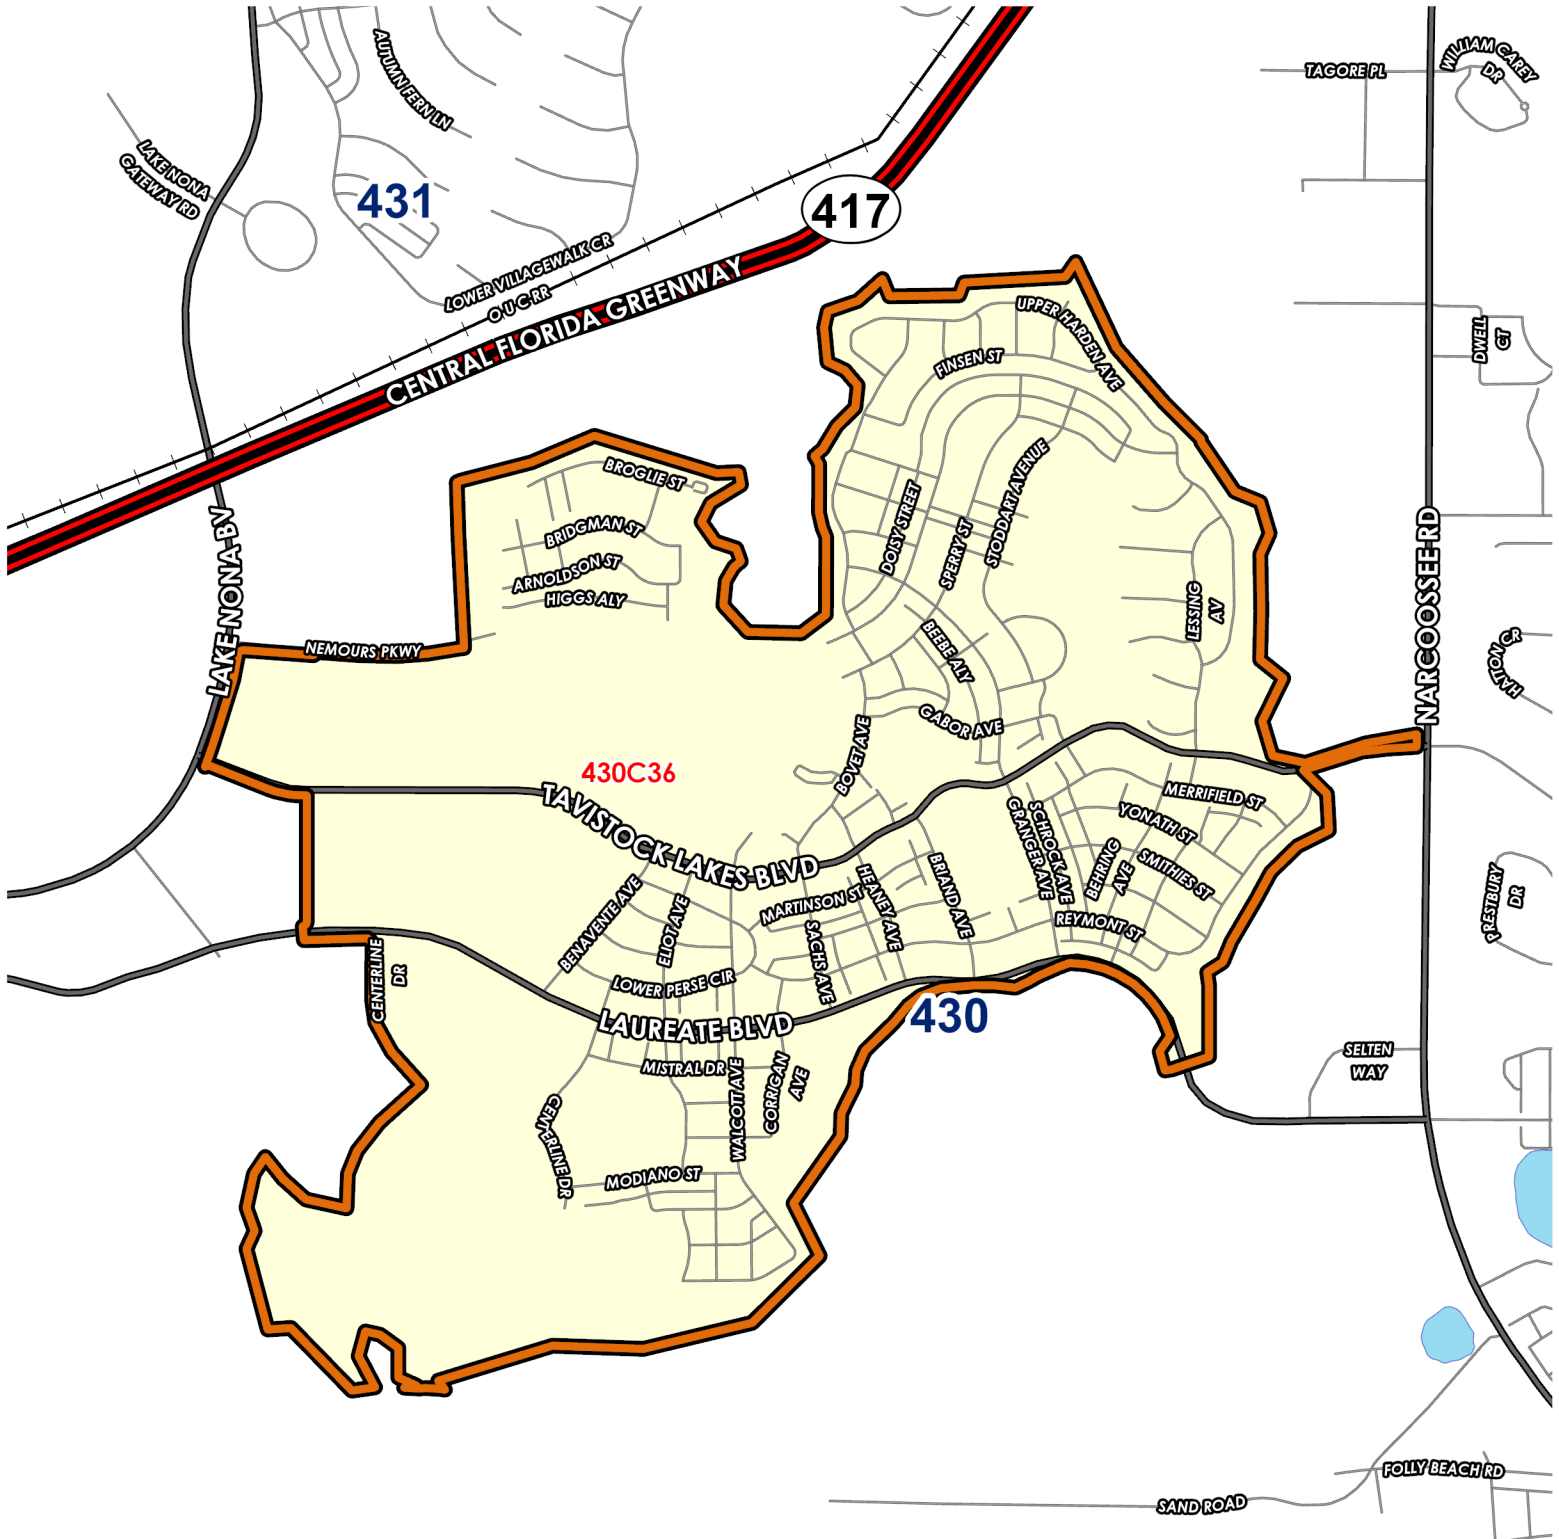 AUTUMN FERN LN
WILLIAM CAREY
DR
TAGORE PL
LAKE NONA
GATEWAY RD
431
417
LOWER VILLAGEWALK CR
O U C RR
CENTRAL FLORIDA GREENWAY
UPPER HARDEN AVE
FINSEN ST
DWELL
CT
BROGLIE ST
BRIDGMAN ST
ARNOLDSON ST
HIGGS ALY
DOISY STREET
SPERRY ST
STODDART AVENUE
LAKE NONA BV
NEMOURS PKWY
LESSING
AV
NARCOOSSEE RD
HATTON CR
BEEBE ALY
GABOR AVE
BOVET AVE
430C36
TAVISTOCK LAKES BLVD
MERRIFIELD ST
YONATH ST
SMITHIES ST
SCHROCK AVE
GRANGER AVE
BEHRING
AVE
REYMONT ST
BRIAND AVE
HEANEY AVE
MARTINSON ST
SACHS AVE
BENAVENTE AVE
ELIOT AVE
PRESTBURY
DR
CENTERLINE
DR
LOWER PERSE CIR
LAUREATE BLVD
430
MISTRAL DR
WALCOTT AVE
CORRIGAN
AVE
SELTEN
WAY
CENTERLINE DR
MODIANO ST
FOLLY BEACH RD
SAND ROAD